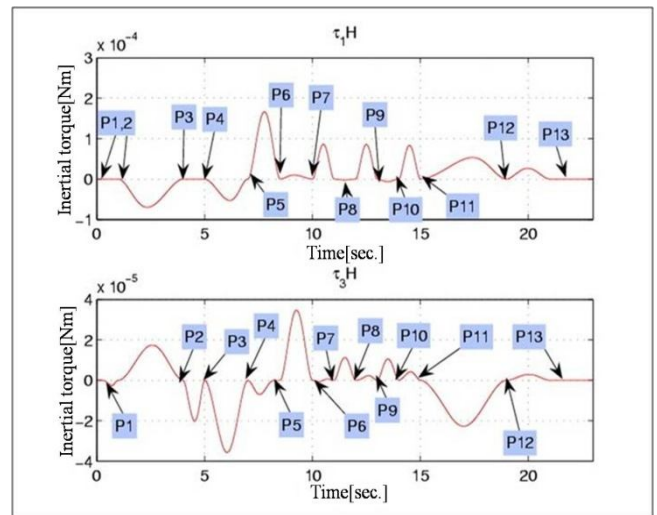 τ₁H
x 10⁻⁴
Inertial torque[Nm]
3
2
1
0
−1
P1,2
P3
P4
P5
P6
P7
P8
P9
P10
P11
P12
P13
0 5 10 15 20
Time[sec.]
τ₃H
x 10⁻⁵
Inertial torque[Nm]
4
2
0
−2
−4
P1
P2
P3
P4
P5
P6
P7
P8
P9
P10
P11
P12
P13
0 5 10 15 20
Time[sec.]